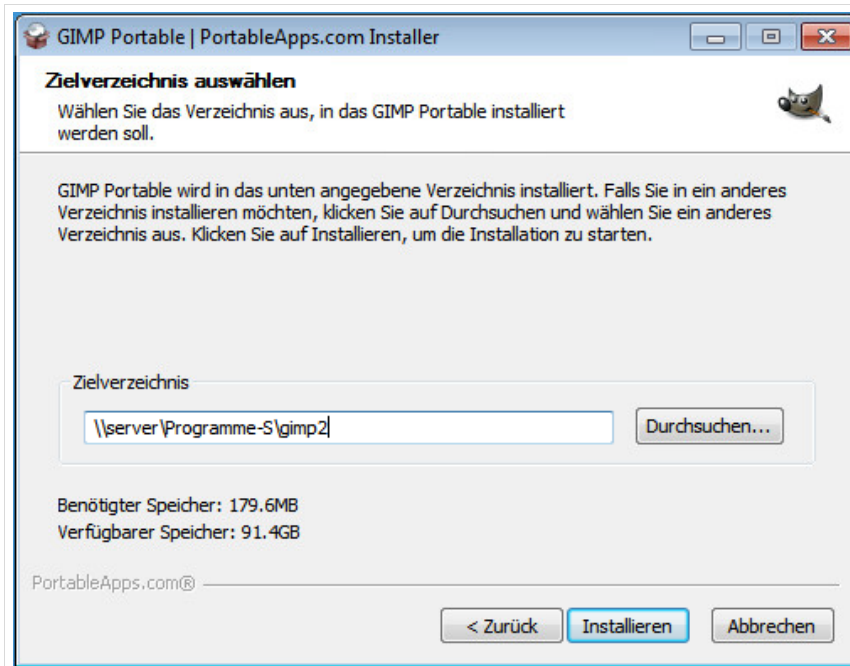 GIMP Portable | PortableApps.com Installer
Zielverzeichnis auswählen
Wählen Sie das Verzeichnis aus, in das GIMP Portable installiert
werden soll.
GIMP Portable wird in das unten angegebene Verzeichnis installiert. Falls Sie in ein anderes
Verzeichnis installieren möchten, klicken Sie auf Durchsuchen und wählen Sie ein anderes
Verzeichnis aus. Klicken Sie auf Installieren, um die Installation zu starten.
Zielverzeichnis
\\server\Programme-S\gimp2
Durchsuchen...
Benötigter Speicher: 179.6MB
Verfügbarer Speicher: 91.4GB
PortableApps.com®
< Zurück
Installieren
Abbrechen